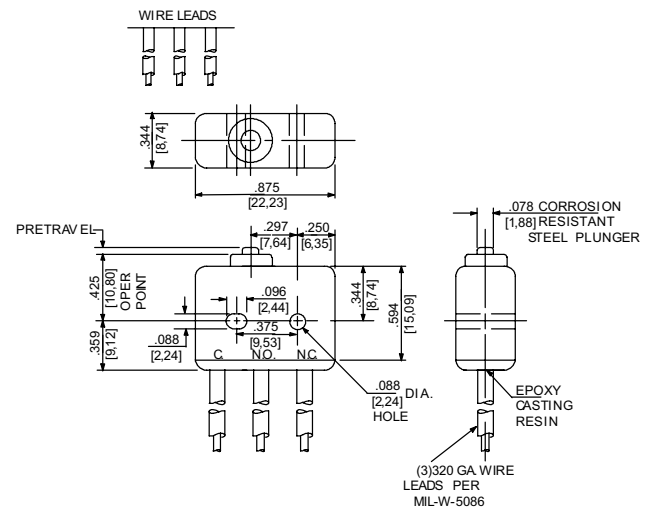 WIRE LEADS
.344
[8,74]
.875
[22,23]
.078 CORROSION
[1,88] RESISTANT
STEEL PLUNGER
PRETRAVEL
.297
[7,64]
.250
[6,35]
.425
[10,80]
OPER
POINT
.096
[2,44]
.344
[8,74]
.594
[15,09]
.359
[9,12]
.088
[2,24]
.375
[9,53]
C. N.O. N.C.
.088
[2,24] DIA.
HOLE
EPOXY
CASTING
RESIN
(3)320 GA. WIRE
LEADS PER
MIL-W-5086